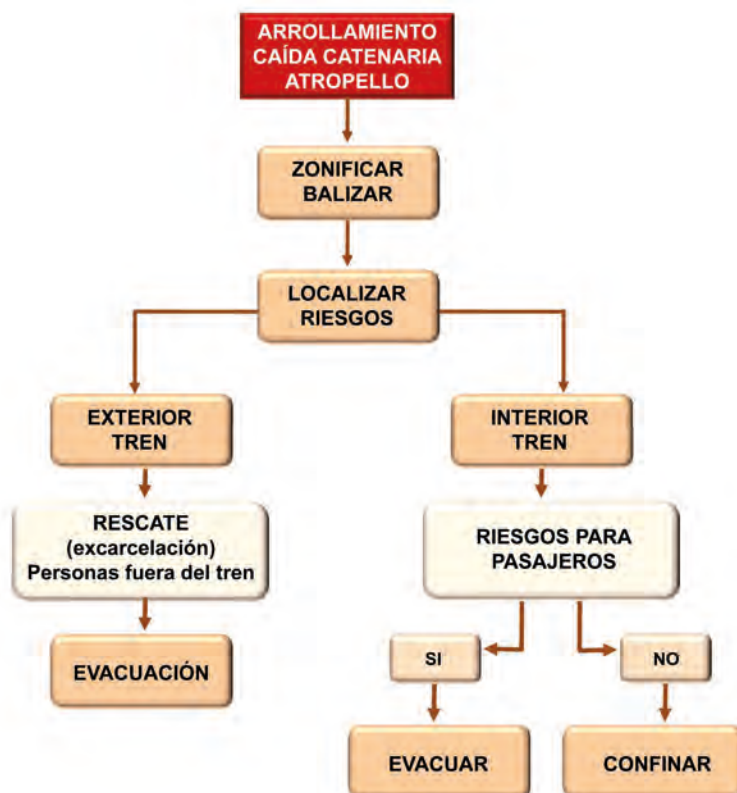 ARROLLAMIENTO
CAÍDA CATENARIA
ATROPELLO
ZONIFICAR
BALIZAR
LOCALIZAR
RIESGOS
EXTERIOR
TREN
INTERIOR
TREN
RESCATE
(excarcelación)
Personas fuera del tren
RIESGOS PARA
PASAJEROS
EVACUACIÓN
SI
NO
EVACUAR
CONFINAR